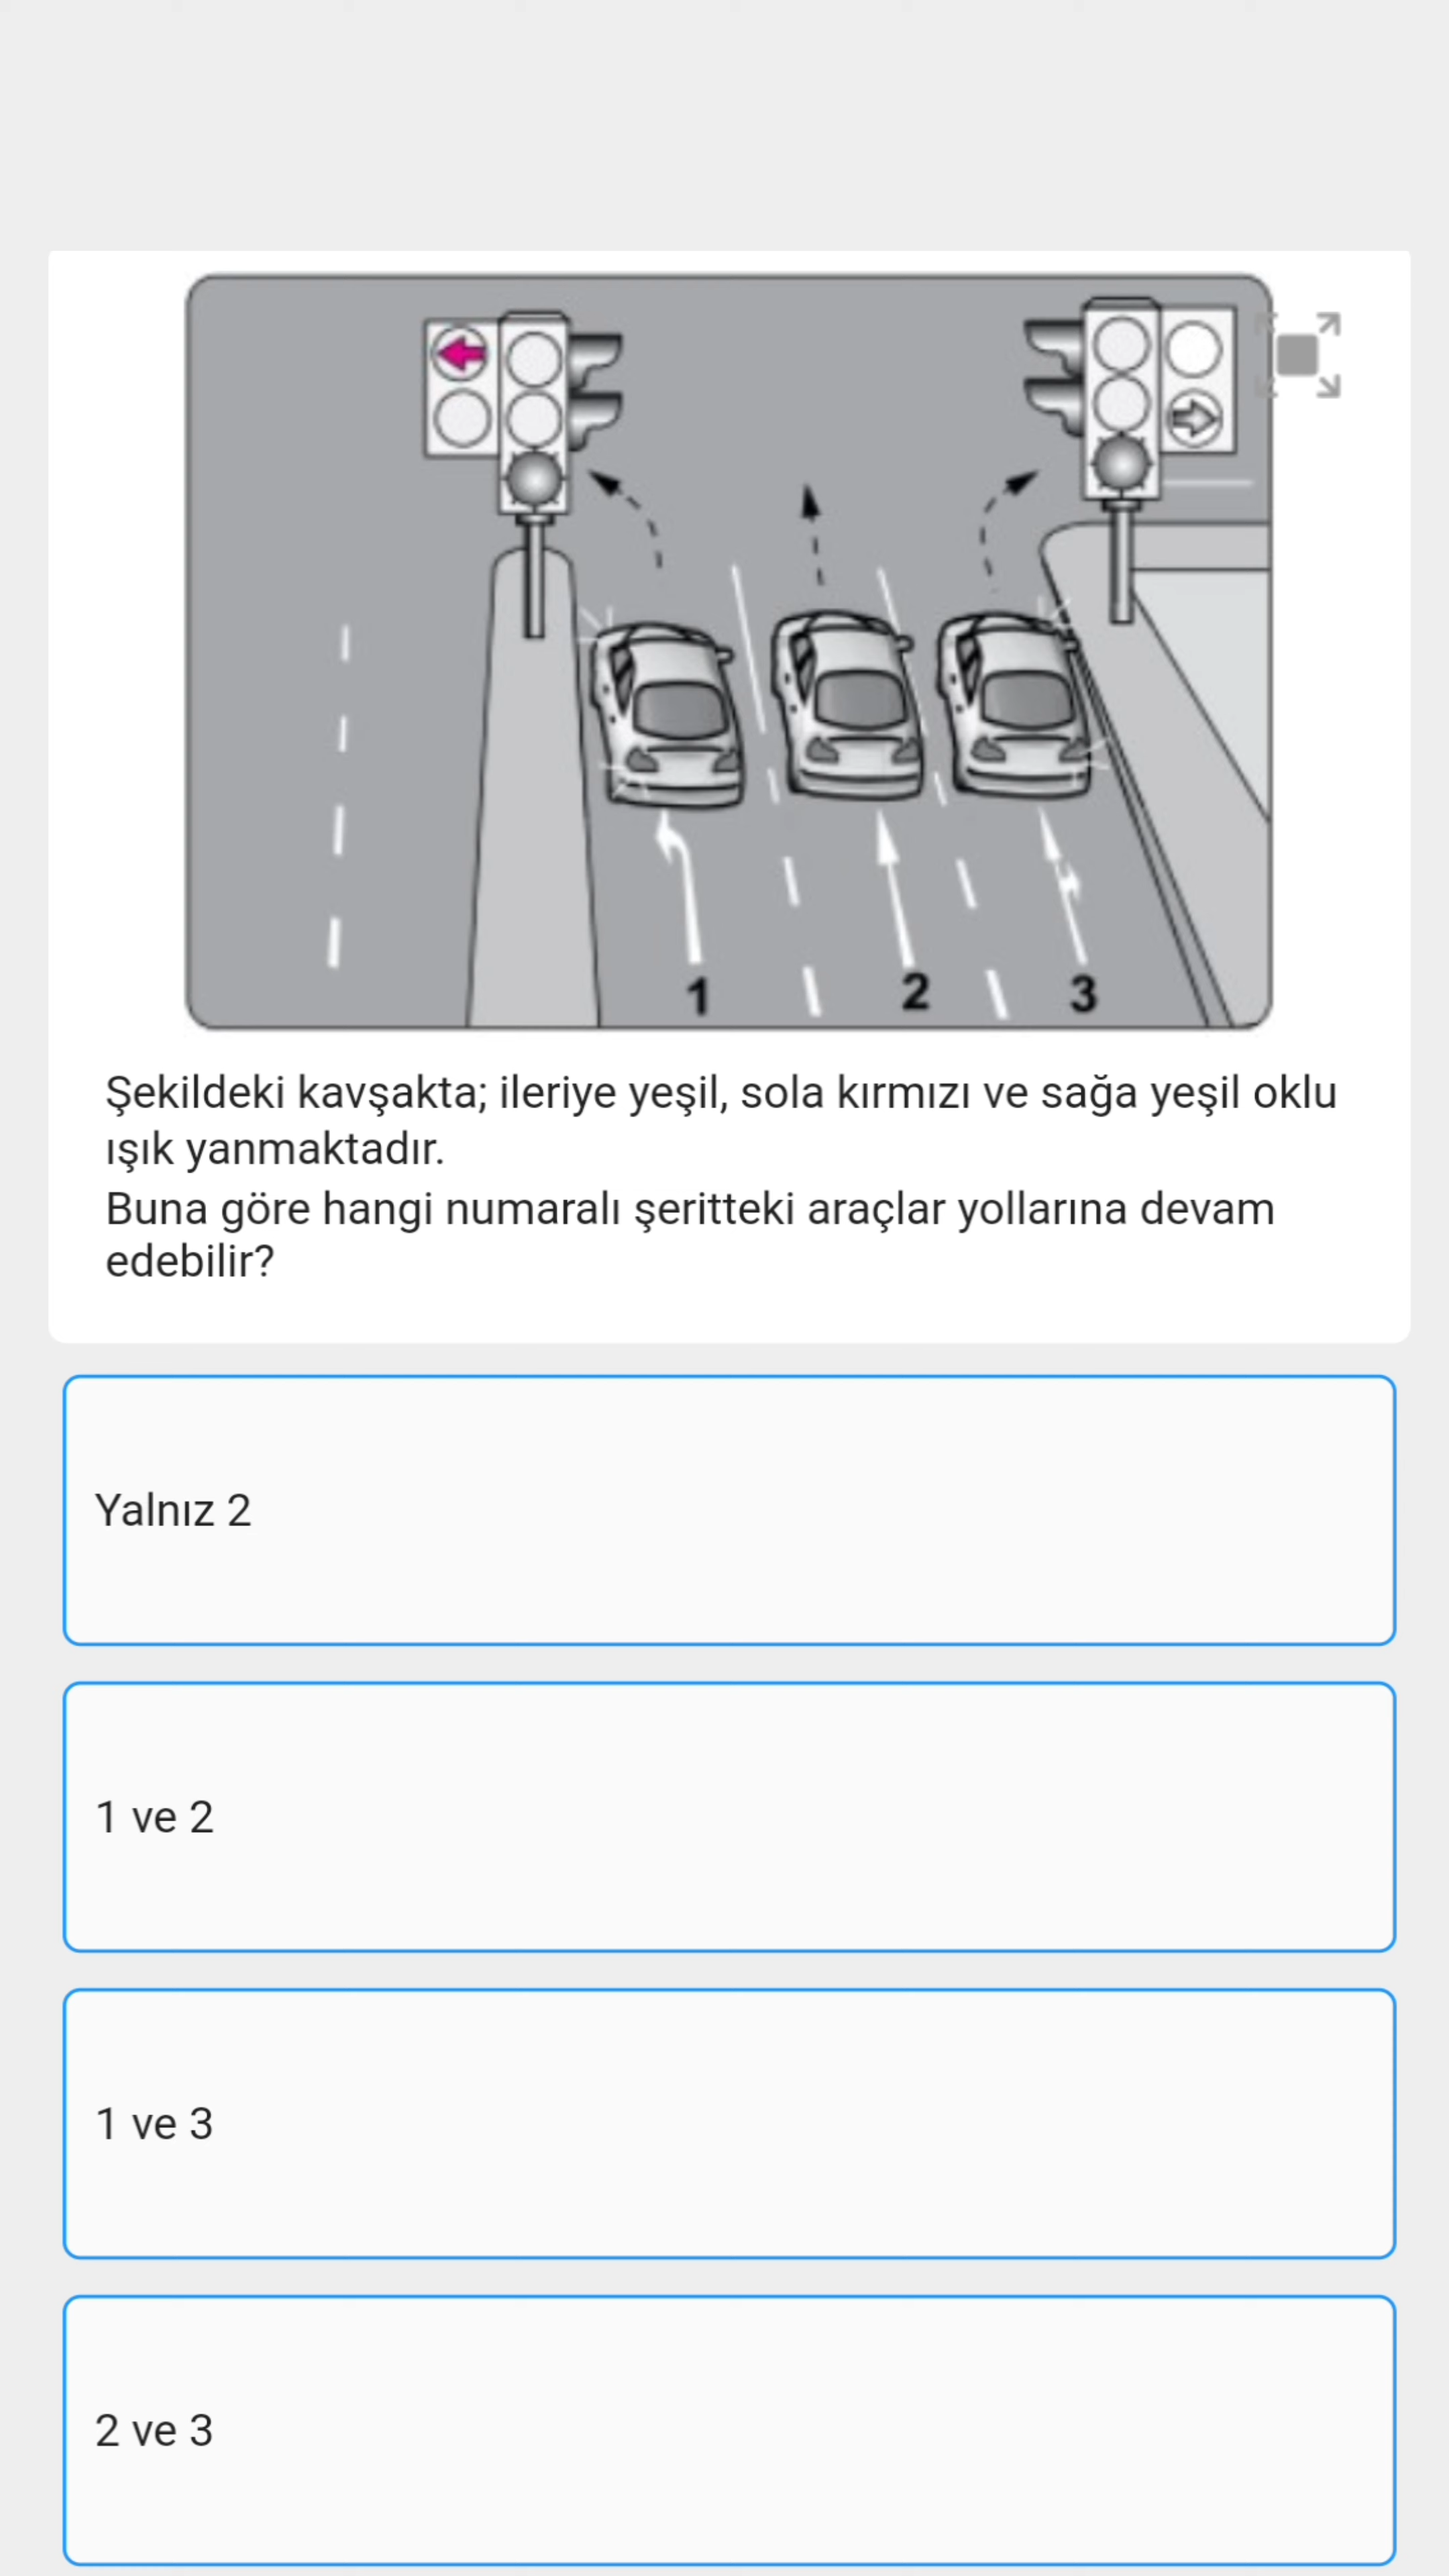 1
2
3
Şekildeki kavşakta; ileriye yeşil, sola kırmızı ve sağa yeşil oklu
ışık yanmaktadır.
Buna göre hangi numaralı şeritteki araçlar yollarına devam
edebilir?
Yalnız 2
1 ve 2
1 ve 3
2 ve 3